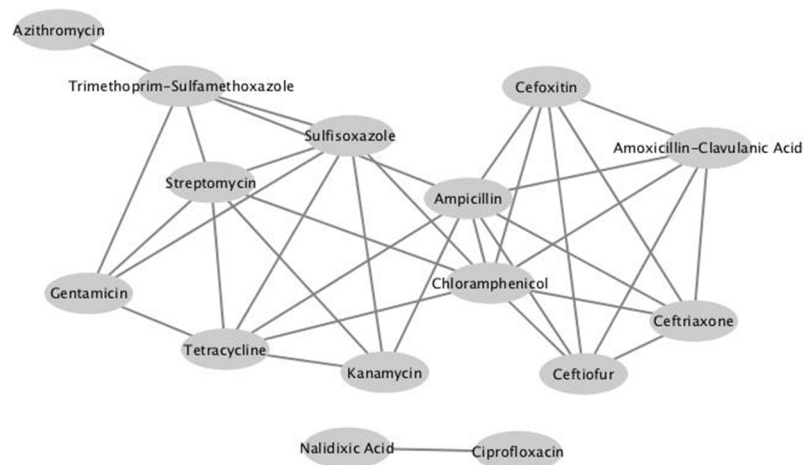 Azithromycin
Trimethoprim-Sulfamethoxazole
Cefoxitin
Sulfisoxazole
Amoxicillin-Clavulanic Acid
Streptomycin
Ampicillin
Chloramphenicol
Gentamicin
Ceftriaxone
Tetracycline
Kanamycin
Ceftiofur
Nalidixic Acid
Ciprofloxacin